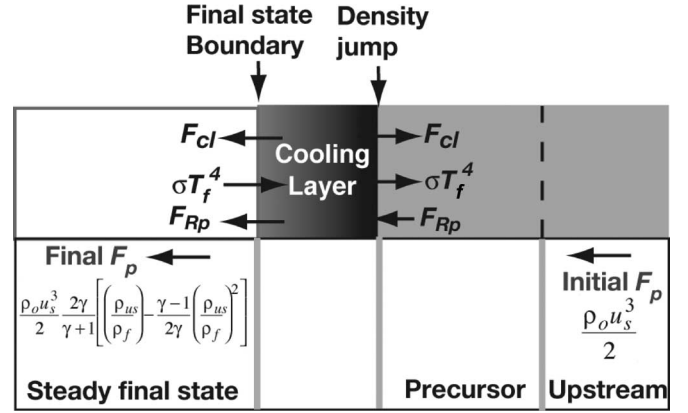 Final state
Boundary
Density
jump
F_cl
F_cl
Cooling
Layer
σT_f^4
σT_f^4
F_Rp
F_Rp
Final F_p
ρ_o u_s^3 / 2 2γ / γ+1 [(ρ_us / ρ_f) − γ−1 / 2γ (ρ_us / ρ_f)^2]
Initial F_p
ρ_o u_s^3 / 2
Steady final state
Precursor
Upstream